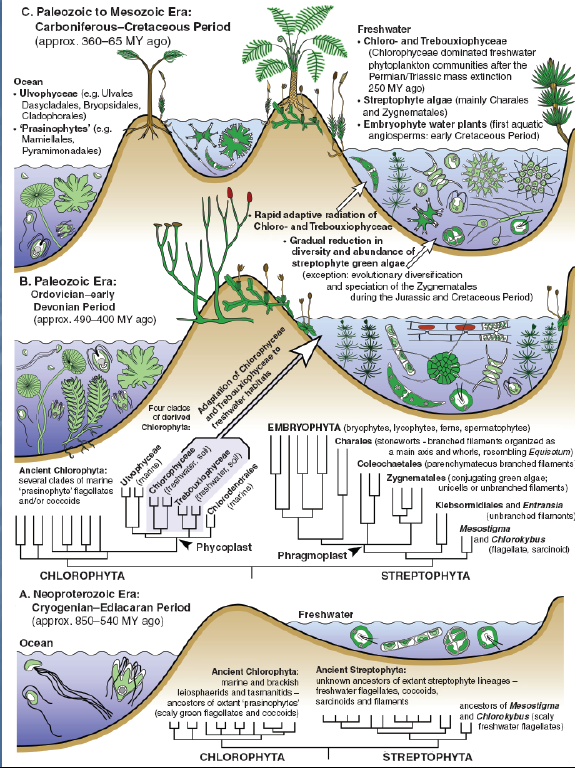 C. Paleozoic to Mesozoic Era:
Carboniferous–Cretaceous Period
(approx. 360–65 MY ago)
Ocean
• Ulvophyceae (e.g. Ulvales
Dasycladales, Bryopsidales,
Cladophorales)
• 'Prasinophytes' (e.g.
Mamiellales,
Pyramimonadales)
Freshwater
• Chloro- and Trebouxiophyceae
(Chlorophyceae dominated freshwater
phytoplankton communities after the
Permian/Triassic mass extinction
250 MY ago)
• Streptophyte algae (mainly Charales
and Zygnematales)
• Embryophyte water plants (first aquatic
angiosperms: early Cretaceous Period)
• Rapid adaptive radiation of
Chloro- and Trebouxiophyceae
• Gradual reduction in
diversity and abundance of
streptophyte green algae
(exception: evolutionary diversification
and speciation of the Zygnematales
during the Jurassic and Cretaceous Period)
B. Paleozoic Era:
Ordovician–early
Devonian Period
(approx. 490–400 MY ago)
Adaptation of Chlorophyceae
and Trebouxiophyceae to
freshwater habitats
Four clades
of derived
Chlorophyta:
Ulvophyceae
(marine)
Chlorophyceae
(freshwater, soil)
Trebouxiophyceae
(freshwater, soil)
Chlorodendrales
(marine)
Ancient Chlorophyta:
several clades of marine
'prasinophyte' flagellates
and/or coccoids
EMBRYOPHYTA (bryophytes, lycophytes, ferns, spermatophytes)
Charales (stoneworts - branched filaments organized as
a main axis and whorls, resembling Equisetum)
Coleochaetales (parenchymateous branched filaments
Zygnematales (conjugating green algae;
unicells or unbranched filaments)
Klebsormidiales and Entransia
(unbranched filaments)
Mesostigma
and Chlorokybus
(flagellate, sarcinoid)
Phycoplast
Phragmoplast
CHLOROPHYTA
STREPTOPHYTA
A. Neoproterozoic Era:
Cryogenian–Ediacaran Period
(approx. 850–540 MY ago)
Ocean
Freshwater
Ancient Chlorophyta:
marine and brackish
leiosphaerids and tasmanitids –
ancestors of extant 'prasinophytes'
(scaly green flagellates and coccoids)
Ancient Streptophyta:
unknown ancestors of extant streptophyte lineages –
freshwater flagellates, coccoids,
sarcinoids and filaments
ancestors of Mesostigma
and Chlorokybus (scaly
freshwater flagellates)
CHLOROPHYTA
STREPTOPHYTA